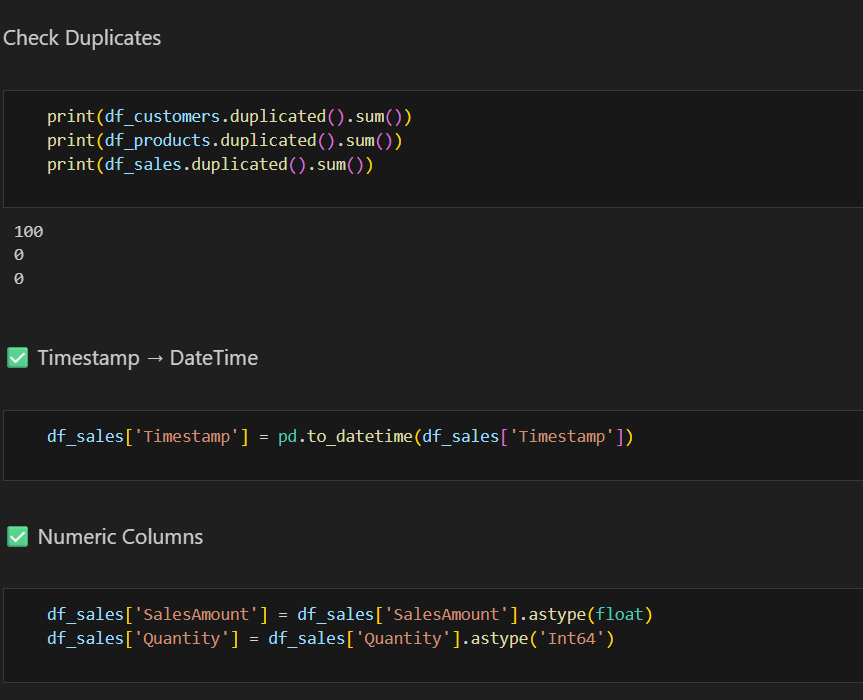 Check Duplicates
print(df_customers.duplicated().sum())
print(df_products.duplicated().sum())
print(df_sales.duplicated().sum())
100
0
0
✅ Timestamp → DateTime
df_sales['Timestamp'] = pd.to_datetime(df_sales['Timestamp'])
✅ Numeric Columns
df_sales['SalesAmount'] = df_sales['SalesAmount'].astype(float)
df_sales['Quantity'] = df_sales['Quantity'].astype('Int64')